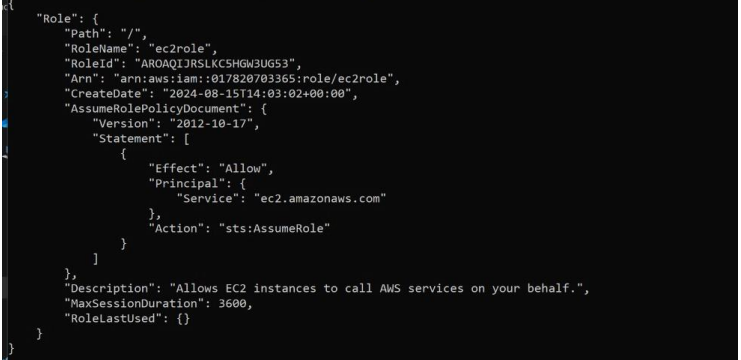 {
    "Role": {
        "Path": "/",
        "RoleName": "ec2role",
        "RoleId": "AROAQIJRSLKC5HGW3UG53",
        "Arn": "arn:aws:iam::017820703365:role/ec2role",
        "CreateDate": "2024-08-15T14:03:02+00:00",
        "AssumeRolePolicyDocument": {
            "Version": "2012-10-17",
            "Statement": [
                {
                    "Effect": "Allow",
                    "Principal": {
                        "Service": "ec2.amazonaws.com"
                    },
                    "Action": "sts:AssumeRole"
                }
            ]
        },
        "Description": "Allows EC2 instances to call AWS services on your behalf.",
        "MaxSessionDuration": 3600,
        "RoleLastUsed": {}
    }
}